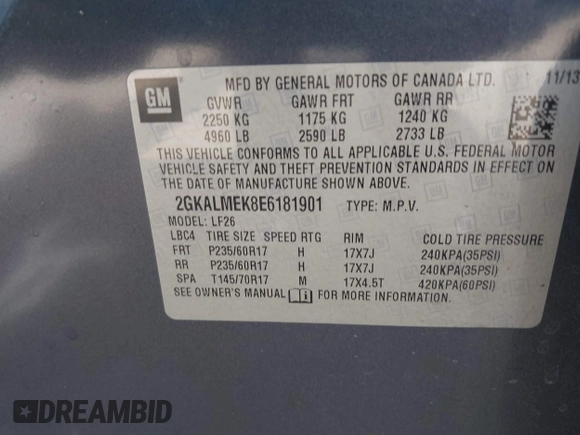 GM
MFD BY GENERAL MOTORS OF CANADA LTD. 11/13
GVWR GAWR FRT GAWR RR
2250 KG 1175 KG 1240 KG
4960 LB 2590 LB 2733 LB
THIS VEHICLE CONFORMS TO ALL APPLICABLE U.S. FEDERAL MOTOR
VEHICLE SAFETY AND THEFT PREVENTION STANDARDS IN EFFECT ON
THE DATE OF MANUFACTURE SHOWN ABOVE.
2GKALMEK8E6181901 TYPE: M.P.V.
MODEL: LF26
LBC4 TIRE SIZE SPEED RTG RIM COLD TIRE PRESSURE
FRT P235/60R17 H 17X7J 240KPA(35PSI)
RR P235/60R17 H 17X7J 240KPA(35PSI)
SPA T145/70R17 M 17X4.5T 420KPA(60PSI)
SEE OWNER'S MANUAL FOR MORE INFORMATION.
DREAMBID